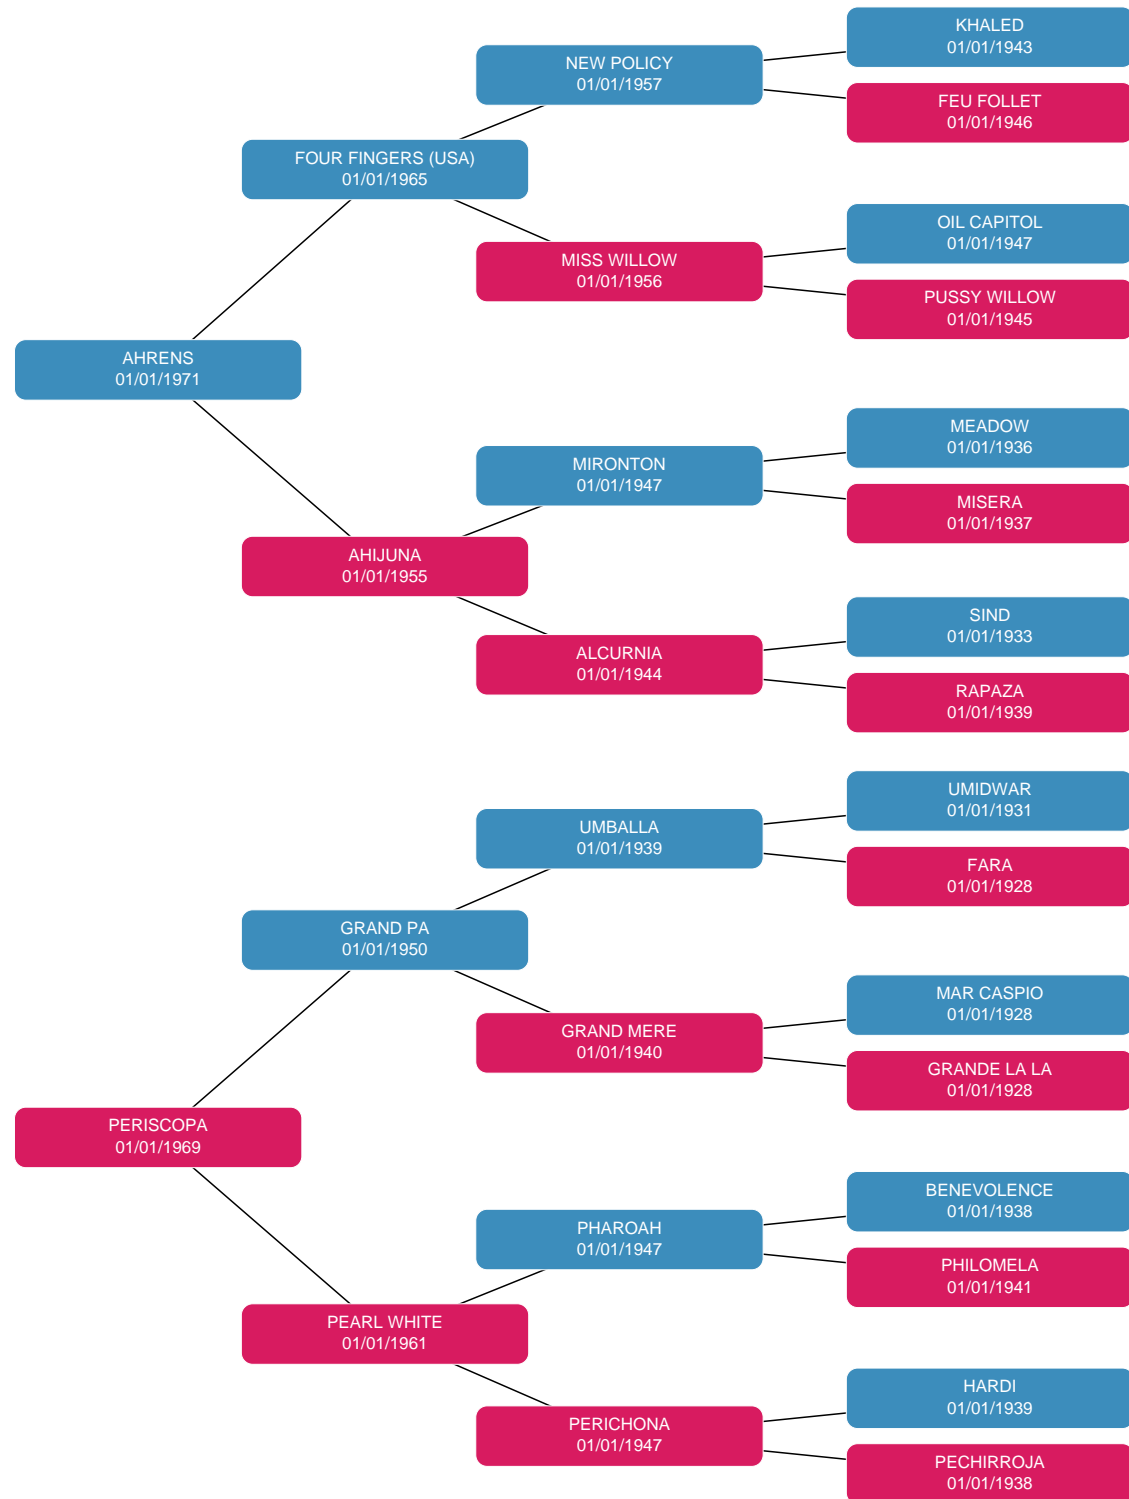 KHALED
01/01/1943
NEW POLICY
01/01/1957
FEU FOLLET
01/01/1946
FOUR FINGERS (USA)
01/01/1965
OIL CAPITOL
01/01/1947
MISS WILLOW
01/01/1956
PUSSY WILLOW
01/01/1945
AHRENS
01/01/1971
MEADOW
01/01/1936
MIRONTON
01/01/1947
MISERA
01/01/1937
AHIJUNA
01/01/1955
SIND
01/01/1933
ALCURNIA
01/01/1944
RAPAZA
01/01/1939
UMIDWAR
01/01/1931
UMBALLA
01/01/1939
FARA
01/01/1928
GRAND PA
01/01/1950
MAR CASPIO
01/01/1928
GRAND MERE
01/01/1940
GRANDE LA LA
01/01/1928
PERISCOPA
01/01/1969
BENEVOLENCE
01/01/1938
PHAROAH
01/01/1947
PHILOMELA
01/01/1941
PEARL WHITE
01/01/1961
HARDI
01/01/1939
PERICHONA
01/01/1947
PECHIRROJA
01/01/1938